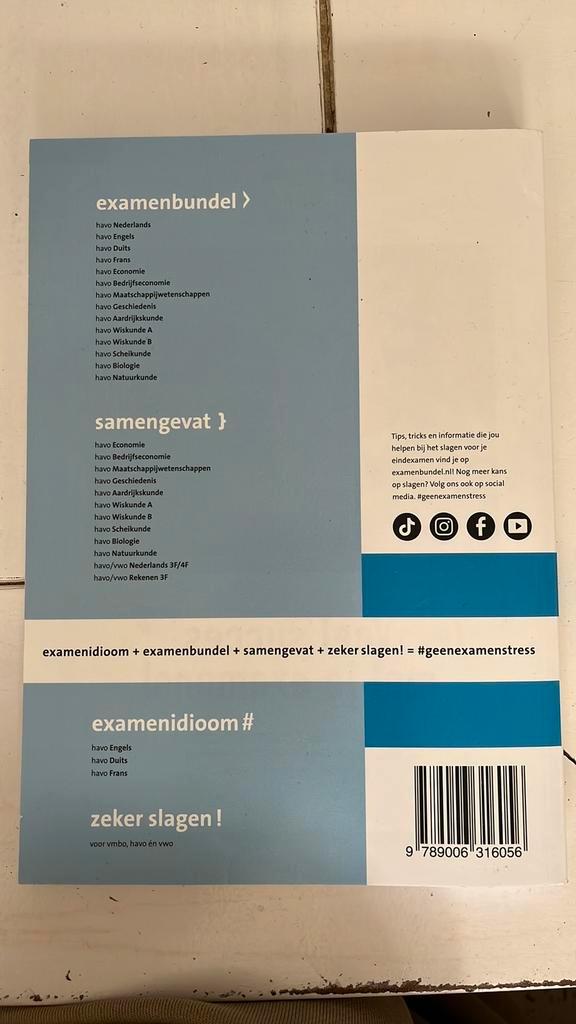 examenbundel >
havo Nederlands
havo Engels
havo Duits
havo Frans
havo Economie
havo Bedrijfseconomie
havo Maatschappijwetenschappen
havo Geschiedenis
havo Aardrijkskunde
havo Wiskunde A
havo Wiskunde B
havo Scheikunde
havo Biologie
havo Natuurkunde
samengevat }
havo Economie
havo Bedrijfseconomie
havo Maatschappijwetenschappen
havo Geschiedenis
havo Aardrijkskunde
havo Wiskunde A
havo Wiskunde B
havo Scheikunde
havo Biologie
havo Natuurkunde
havo/vwo Nederlands 3F/4F
havo/vwo Rekenen 3F
Tips, tricks en informatie die jou
helpen bij het slagen voor je
eindexamen vind je op
examenbundel.nl! Nog meer kans
op slagen? Volg ons ook op social
media. #geenexamenstress
examenidioom + examenbundel + samengevat + zeker slagen! = #geenexamenstress
examenidioom #
havo Engels
havo Duits
havo Frans
zeker slagen !
voor vmbo, havo én vwo
9 789006 316056